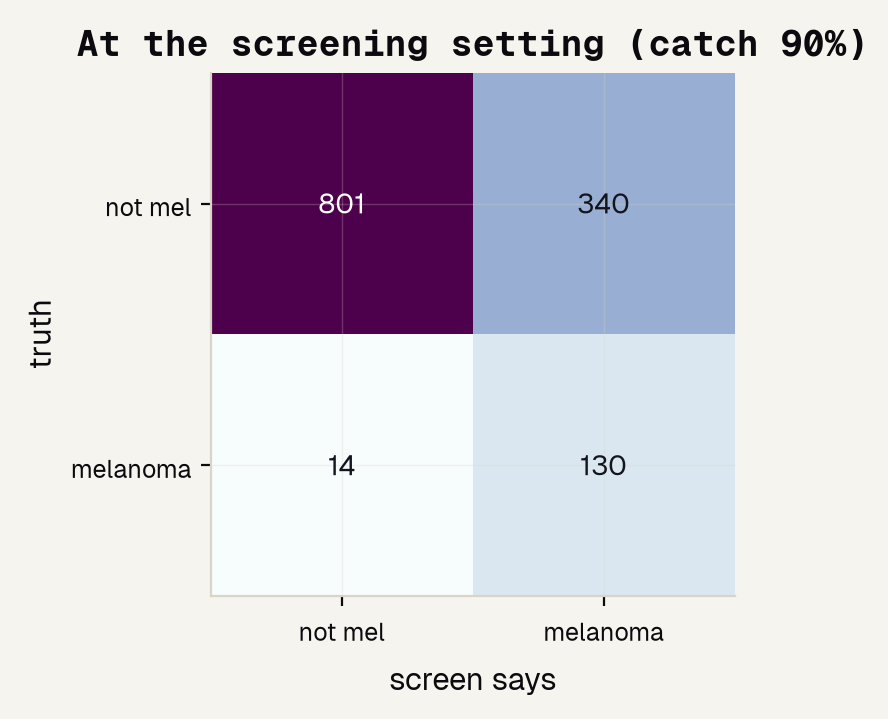 At the screening setting (catch 90%)
not mel
801
340
truth
melanoma
14
130
not mel
melanoma
screen says